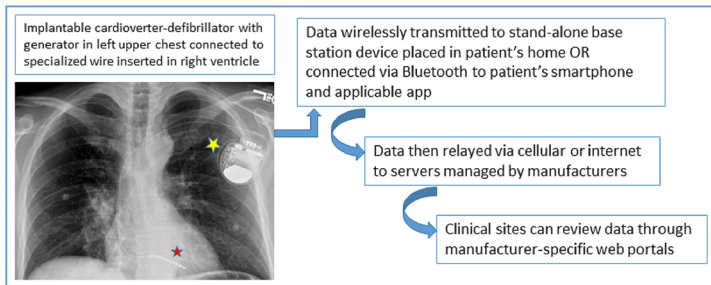 Implantable cardioverter-defibrillator with
generator in left upper chest connected to
specialized wire inserted in right ventricle
Data wirelessly transmitted to stand-alone base
station device placed in patient's home OR
connected via Bluetooth to patient's smartphone
and applicable app
Data then relayed via cellular or internet
to servers managed by manufacturers
Clinical sites can review data through
manufacturer-specific web portals